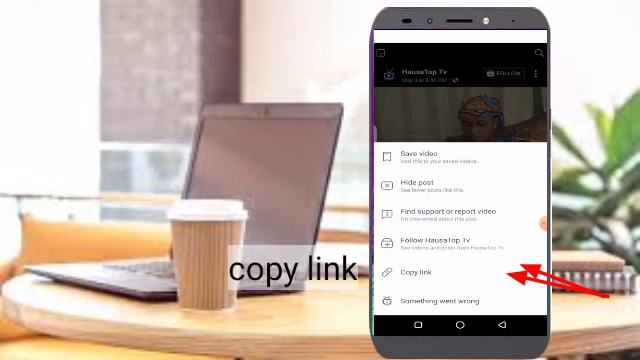 HausaTop Tv
FOLLOW
May 3 at 8:48 PM
Save video
Add this to your saved videos.
Hide post
See fewer posts like this.
Find support or report video
I'm concerned about this post.
Follow HausaTop Tv
See videos and posts from HausaTop Tv
copy link
Copy link
Something went wrong